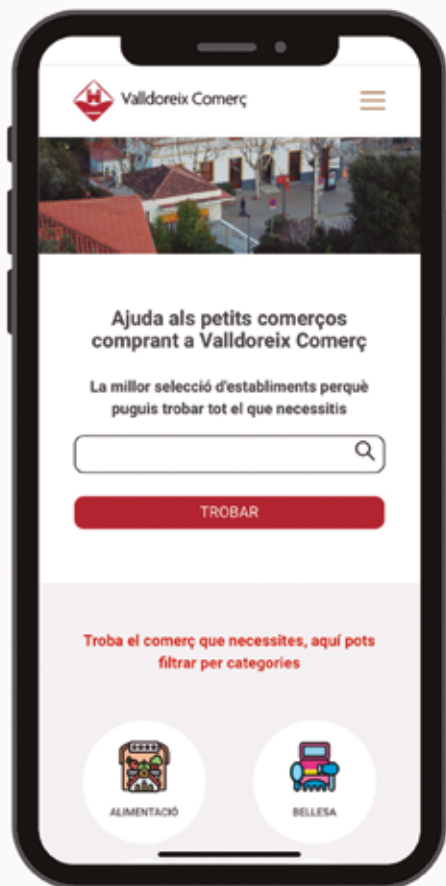 Valldoreix Comerç
Ajuda als petits comerços
comprant a Valldoreix Comerç
La millor selecció d'establiments perquè
puguis trobar tot el que necessitis
TROBAR
Troba el comerç que necessites, aquí pots
filtrar per categories
ALIMENTACIÓ
BELLESA